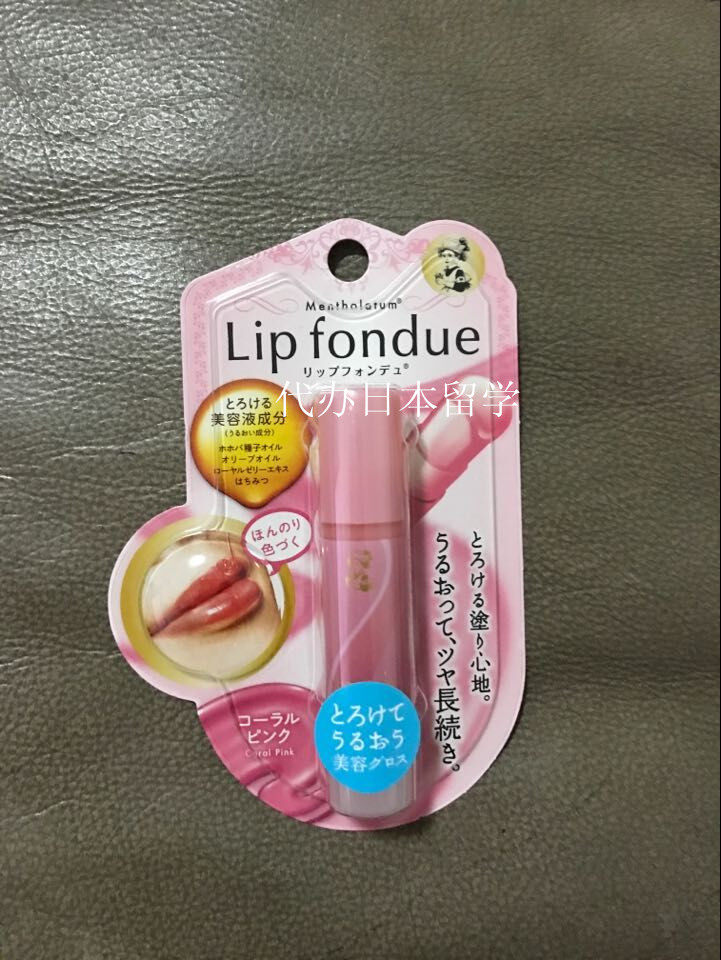 Mentholatum®
Lip fondue
リップフォンデュ®
代办日本留学
とろける
美容液成分
(うるおい成分)
ホホバ種子オイル
オリーブオイル
ローヤルゼリーエキス
はちみつ
ほんのり
色づく
とろける塗り心地。
うるおって、ツヤ長続き。
コーラル
ピンク
Coral Pink
とろけて
うるおう
美容グロス